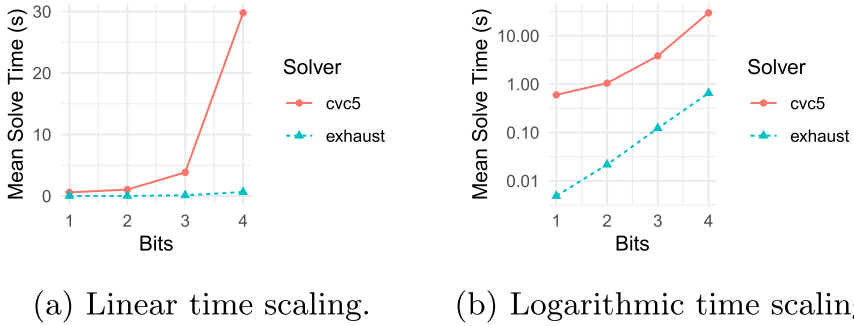 30
20
10
0
Mean Solve Time (s)
1 2 3 4
Bits
Solver
cvc5
exhaust
(a) Linear time scaling.
10.00
1.00
0.10
0.01
Mean Solve Time (s)
1 2 3 4
Bits
Solver
cvc5
exhaust
(b) Logarithmic time scaling